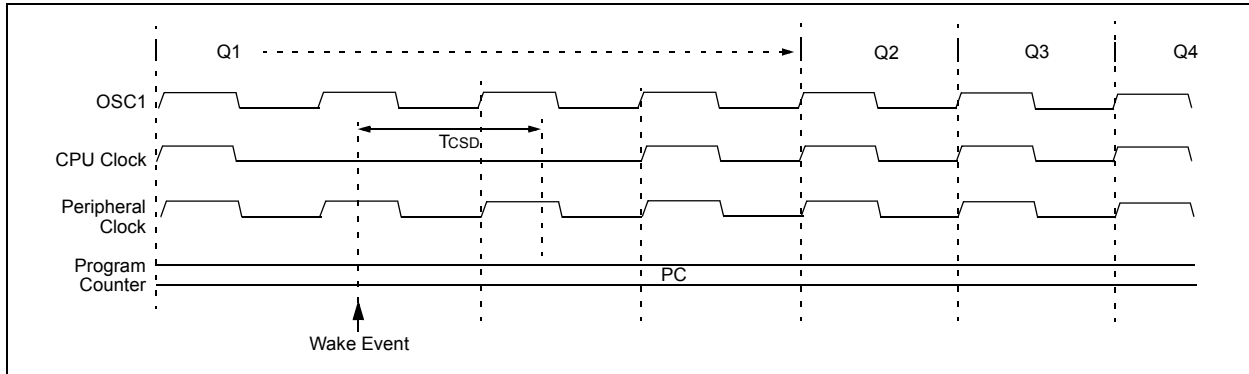 Q1
Q2
Q3
Q4
OSC1
TCSD
CPU Clock
Peripheral
Clock
Program
Counter
PC
Wake Event